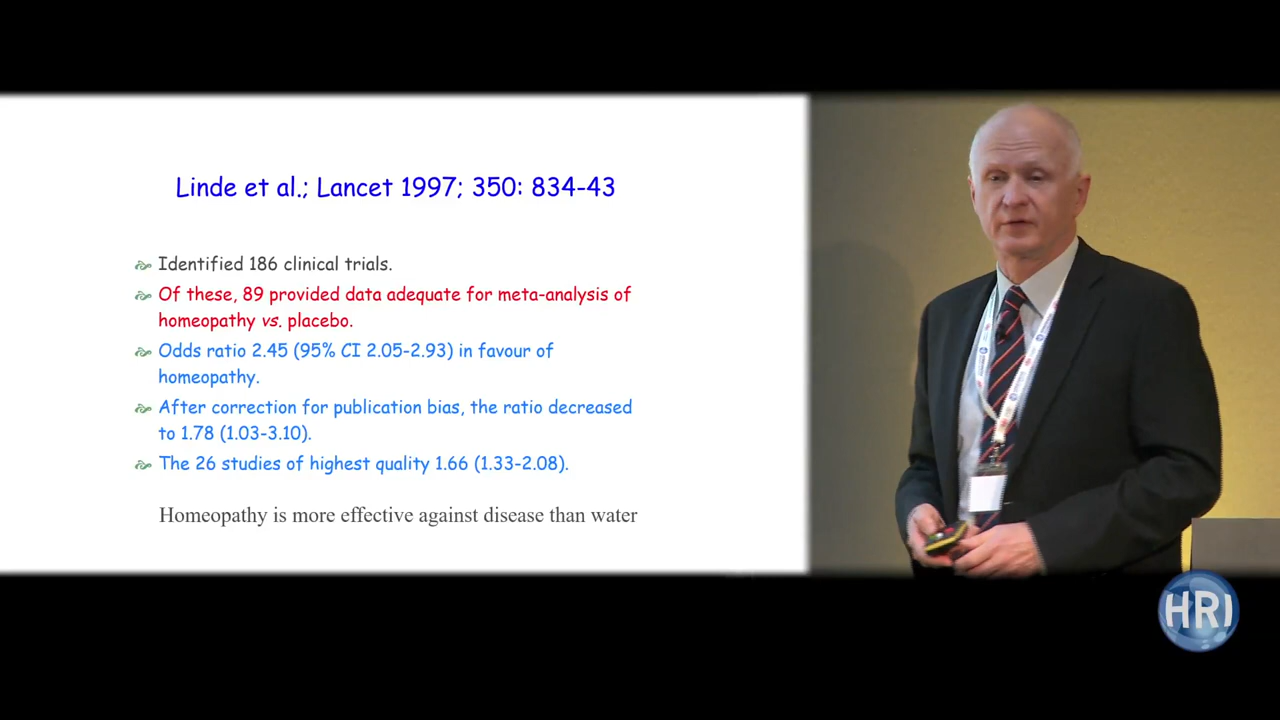 Linde et al.; Lancet 1997; 350: 834-43
Identified 186 clinical trials.
Of these, 89 provided data adequate for meta-analysis of
homeopathy vs. placebo.
Odds ratio 2.45 (95% CI 2.05-2.93) in favour of
homeopathy.
After correction for publication bias, the ratio decreased
to 1.78 (1.03-3.10).
The 26 studies of highest quality 1.66 (1.33-2.08).
Homeopathy is more effective against disease than water
HRI